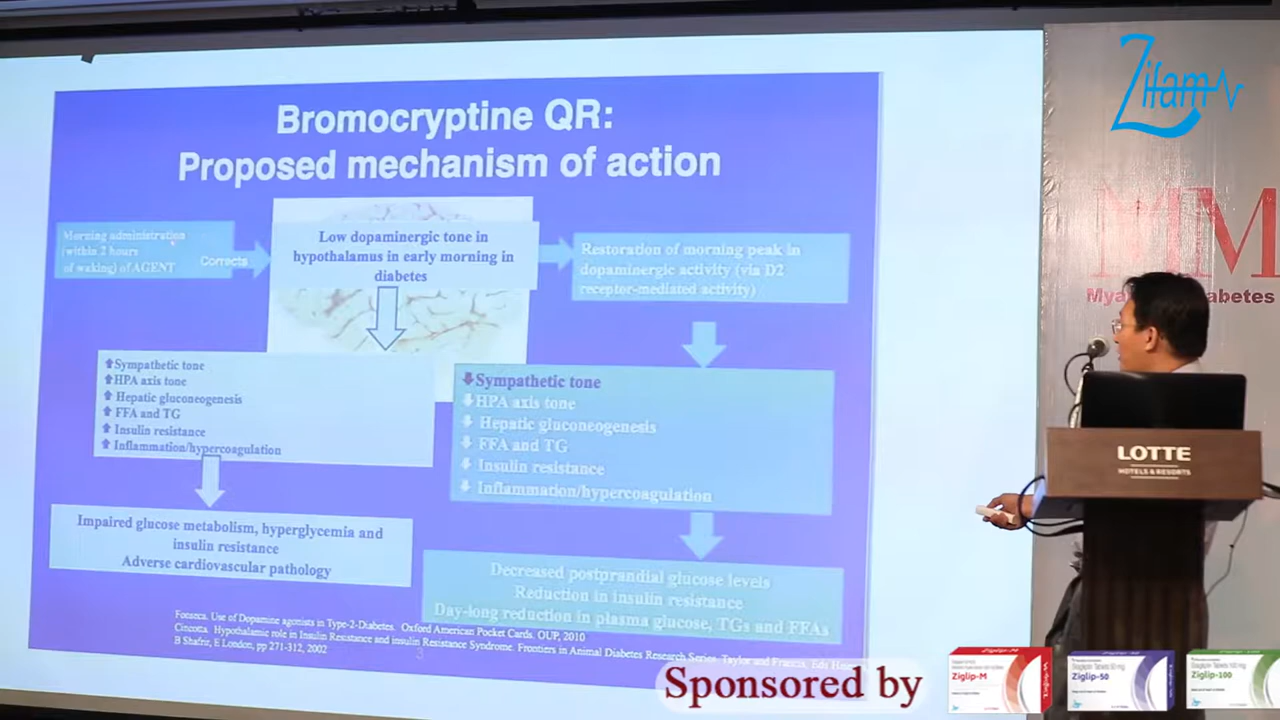 Bromocryptine QR:
Proposed mechanism of action
Morning administration
(within 2 hours
of waking) of AGENT
Corrects
Low dopaminergic tone in
hypothalamus in early morning in
diabetes
Restoration of morning peak in
dopaminergic activity (via D2
receptor-mediated activity)
Sympathetic tone
HPA axis tone
Hepatic gluconeogenesis
FFA and TG
Insulin resistance
Inflammation/hypercoagulation
Sympathetic tone
HPA axis tone
Hepatic gluconeogenesis
FFA and TG
Insulin resistance
Inflammation/hypercoagulation
Impaired glucose metabolism, hyperglycemia and
insulin resistance
Adverse cardiovascular pathology
Decreased postprandial glucose levels
Reduction in insulin resistance
Day-long reduction in plasma glucose, TGs and FFAs
Fonseca. Use of Dopamine agonists in Type-2-Diabetes. Oxford American Pocket Cards. OUP, 2010
Cincotta. Hypothalamic role in Insulin Resistance and insulin Resistance Syndrome. Frontiers in Animal Diabetes Research Series. Taylor and Francis, Eds
B Shafrir, E London, pp 271-312, 2002
Zifam
MM
abetes
LOTTE
HOTELS & RESORTS
Sponsored by
Ziglip-M
Ziglip-50
Ziglip-100